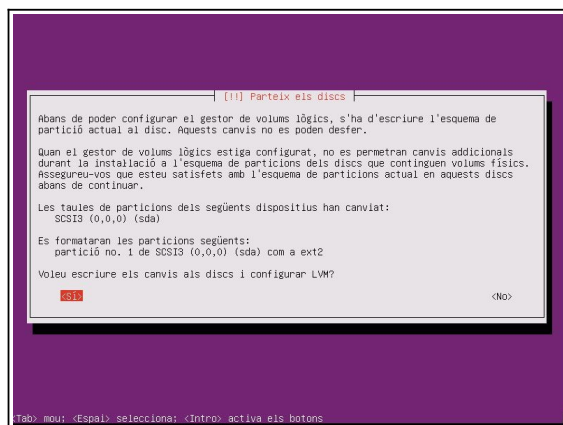 [!!] Parteix els discs
Abans de poder configurar el gestor de volums lògics, s'ha d'escriure l'esquema de
partició actual al disc. Aquests canvis no es poden desfer.
Quan el gestor de volums lògics estiga configurat, no es permetran canvis addicionals
durant la instal·lació a l'esquema de particions dels discs que continguen volums físics.
Assegureu-vos que esteu satisfets amb l'esquema de particions actual en aquests discs
abans de continuar.
Les taules de particions dels següents dispositius han canviat:
SCSI3 (0,0,0) (sda)
Es formataran les particions següents:
partició no. 1 de SCSI3 (0,0,0) (sda) com a ext2
Voleu escriure els canvis als discs i configurar LVM?
<Sí> <No>
<Tab> mou; <Espai> selecciona; <Intro> activa els botons